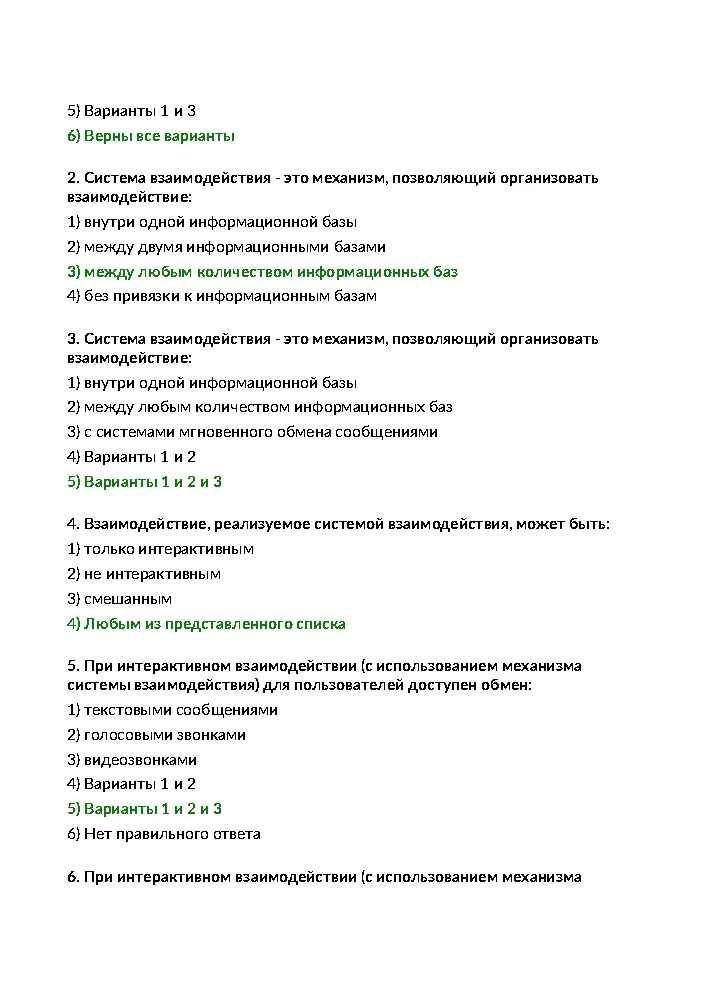 5) Варианты 1 и 3
6) Верны все варианты
2. Система взаимодействия - это механизм, позволяющий организовать
взаимодействие:
1) внутри одной информационной базы
2) между двумя информационными базами
3) между любым количеством информационных баз
4) без привязки к информационным базам
3. Система взаимодействия - это механизм, позволяющий организовать
взаимодействие:
1) внутри одной информационной базы
2) между любым количеством информационных баз
3) с системами мгновенного обмена сообщениями
4) Варианты 1 и 2
5) Варианты 1 и 2 и 3
4. Взаимодействие, реализуемое системой взаимодействия, может быть:
1) только интерактивным
2) не интерактивным
3) смешанным
4) Любым из представленного списка
5. При интерактивном взаимодействии (с использованием механизма
системы взаимодействия) для пользователей доступен обмен:
1) текстовыми сообщениями
2) голосовыми звонками
3) видеозвонками
4) Варианты 1 и 2
5) Варианты 1 и 2 и 3
6) Нет правильного ответа
6. При интерактивном взаимодействии (с использованием механизма